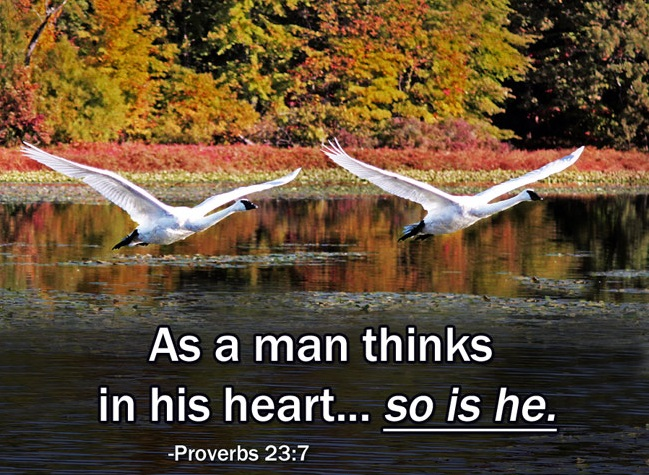 As a man thinks
in his heart... so is he.
-Proverbs 23:7